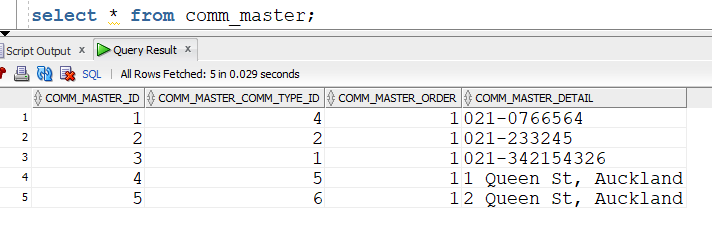 select * from comm_master;
Script Output x Query Result x
SQL | All Rows Fetched: 5 in 0.029 seconds
COMM_MASTER_ID COMM_MASTER_COMM_TYPE_ID COMM_MASTER_ORDER COMM_MASTER_DETAIL
1 1 4 1 021-0766564
2 2 2 1 021-233245
3 3 1 1 021-342154326
4 4 5 1 1 Queen St, Auckland
5 5 6 1 2 Queen St, Auckland